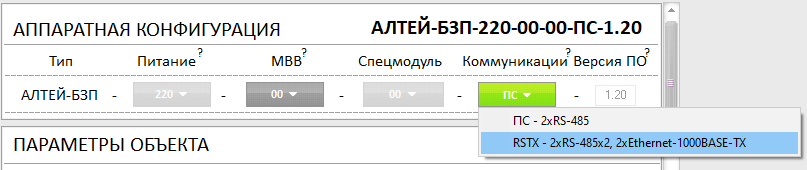 АППАРАТНАЯ КОНФИГУРАЦИЯ АЛТЕЙ-БЗП-220-00-00-ПС-1.20
Тип Питание? МВВ? Спецмодуль Коммуникации? Версия ПО?
АЛТЕЙ-БЗП - 220 - 00 - 00 - ПС - 1.20
ПС - 2xRS-485
RSTX - 2xRS-485x2, 2xEthernet-1000BASE-TX
ПАРАМЕТРЫ ОБЪЕКТА